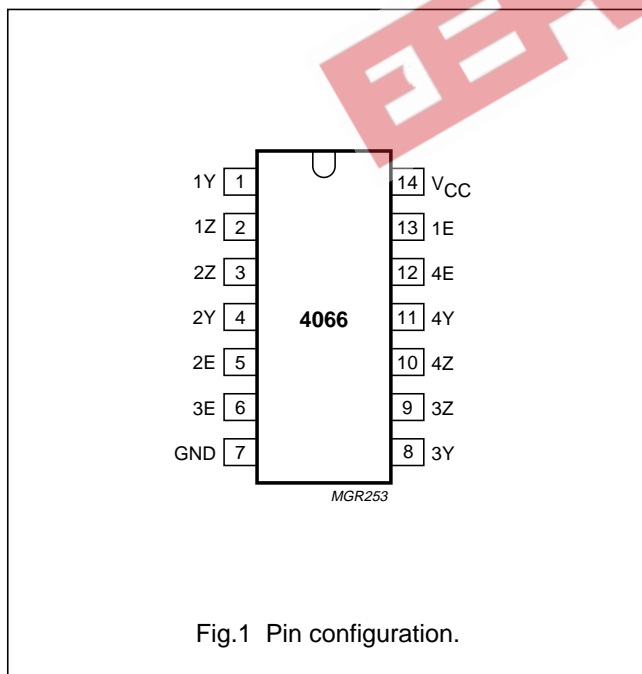 1Y 1 14 VCC
1Z 2 13 1E
2Z 3 12 4E
2Y 4 4066 11 4Y
2E 5 10 4Z
3E 6 9 3Z
GND 7 8 3Y
MGR253
Fig.1 Pin configuration.